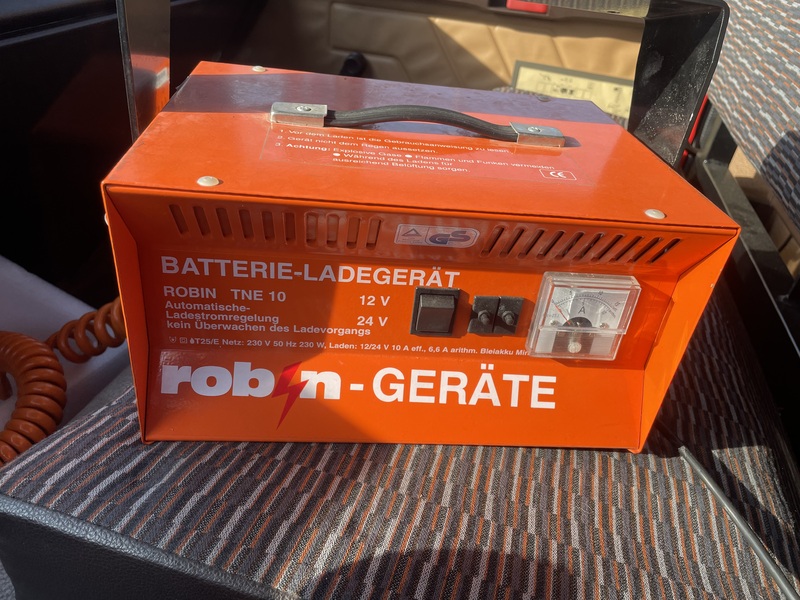 1. Vor dem Laden ist die Gebrauchsanweisung zu lesen.
2. Gerät nicht dem Regen aussetzen.
3. Achtung: Explosive Gase. ● Flammen und Funken vermeiden
● Während des Ladens für
ausreichend Belüftung sorgen.
CE
GS
BATTERIE-LADEGERÄT
ROBIN TNE 10 12 V
Automatische-
Ladestromregelung 24 V
kein Überwachen des Ladevorgangs
T25/E Netz: 230 V 50 Hz 230 W, Laden: 12/24 V 10 A eff., 6,6 A arithm. Bleiakku
robin-GERÄTE